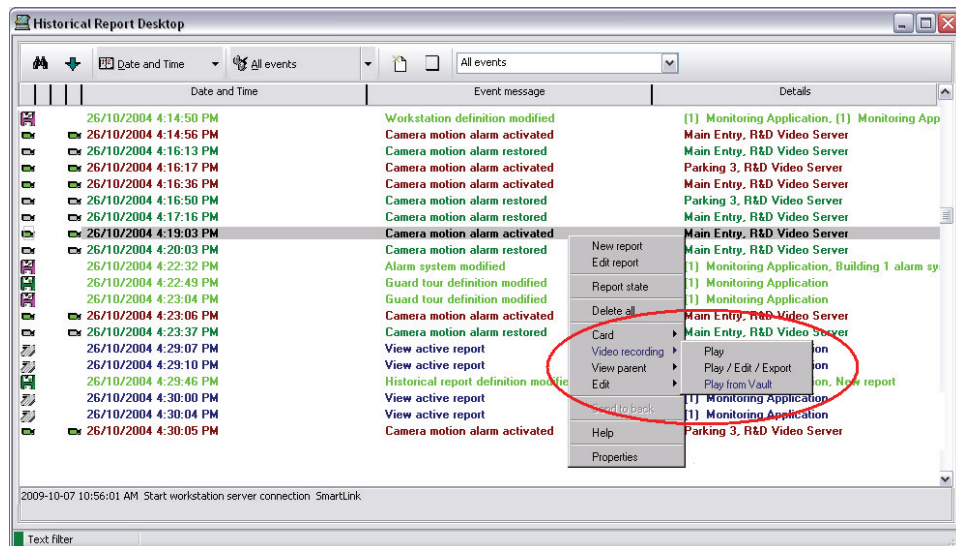 Historical Report Desktop
Date and Time All events All events
Date and Time Event message Details
26/10/2004 4:14:50 PM Workstation definition modified (1) Monitoring Application, (1) Monitoring App
26/10/2004 4:14:56 PM Camera motion alarm activated Main Entry, R&D Video Server
26/10/2004 4:16:13 PM Camera motion alarm restored Main Entry, R&D Video Server
26/10/2004 4:16:17 PM Camera motion alarm activated Parking 3, R&D Video Server
26/10/2004 4:16:36 PM Camera motion alarm activated Main Entry, R&D Video Server
26/10/2004 4:16:50 PM Camera motion alarm restored Parking 3, R&D Video Server
26/10/2004 4:17:16 PM Camera motion alarm restored Main Entry, R&D Video Server
26/10/2004 4:19:03 PM Camera motion alarm activated Main Entry, R&D Video Server
26/10/2004 4:20:03 PM Camera motion alarm restored Main Entry, R&D Video Server
26/10/2004 4:22:32 PM Alarm system modified (1) Monitoring Application, Building 1 alarm sy
26/10/2004 4:22:49 PM Guard tour definition modified (1) Monitoring Application
26/10/2004 4:23:04 PM Guard tour definition modified (1) Monitoring Application
26/10/2004 4:23:06 PM Camera motion alarm activated Main Entry, R&D Video Server
26/10/2004 4:23:37 PM Camera motion alarm restored Main Entry, R&D Video Server
26/10/2004 4:29:07 PM View active report
26/10/2004 4:29:10 PM View active report
26/10/2004 4:29:46 PM Historical report definition modifie New report
26/10/2004 4:30:00 PM View active report (1) Monitoring Application
26/10/2004 4:30:04 PM View active report (1) Monitoring Application
26/10/2004 4:30:05 PM Camera motion alarm activated Parking 3, R&D Video Server
New report
Edit report
Report state
Delete all
Card
Video recording
View parent
Edit
Send to back
Help
Properties
Play
Play / Edit / Export
Play from Vault
2009-10-07 10:56:01 AM Start workstation server connection SmartLink
Text filter